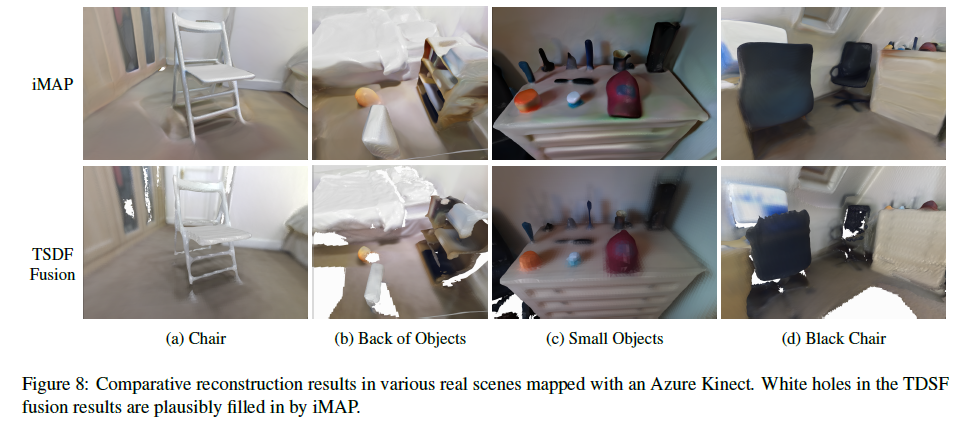 iMAP
TSDF
Fusion
(a) Chair
(b) Back of Objects
(c) Small Objects
(d) Black Chair
Figure 8: Comparative reconstruction results in various real scenes mapped with an Azure Kinect. White holes in the TDSF
fusion results are plausibly filled in by iMAP.